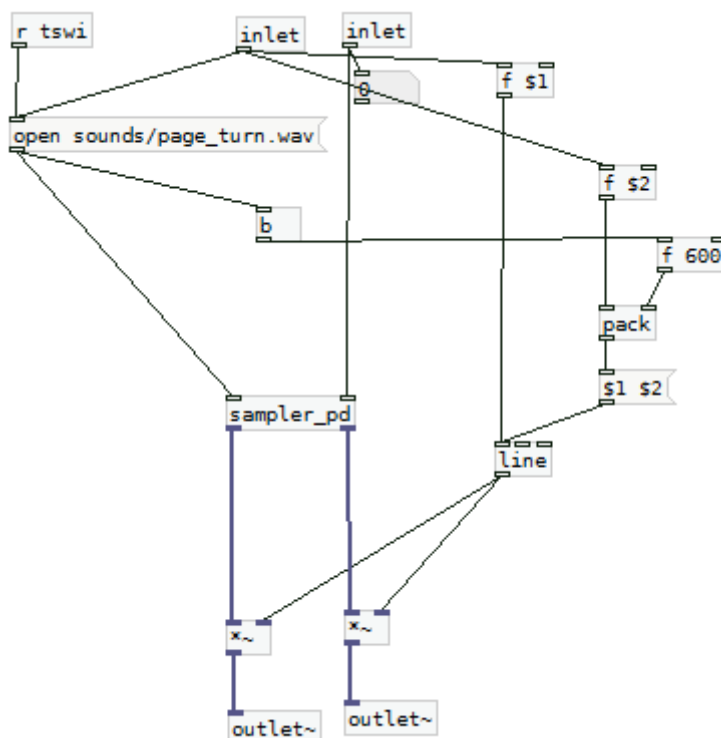 r tswi
inlet
inlet
0
f $1
open sounds/page_turn.wav
f $2
b
f 600
pack
$1 $2
sampler_pd
line
*~
*~
outlet~
outlet~